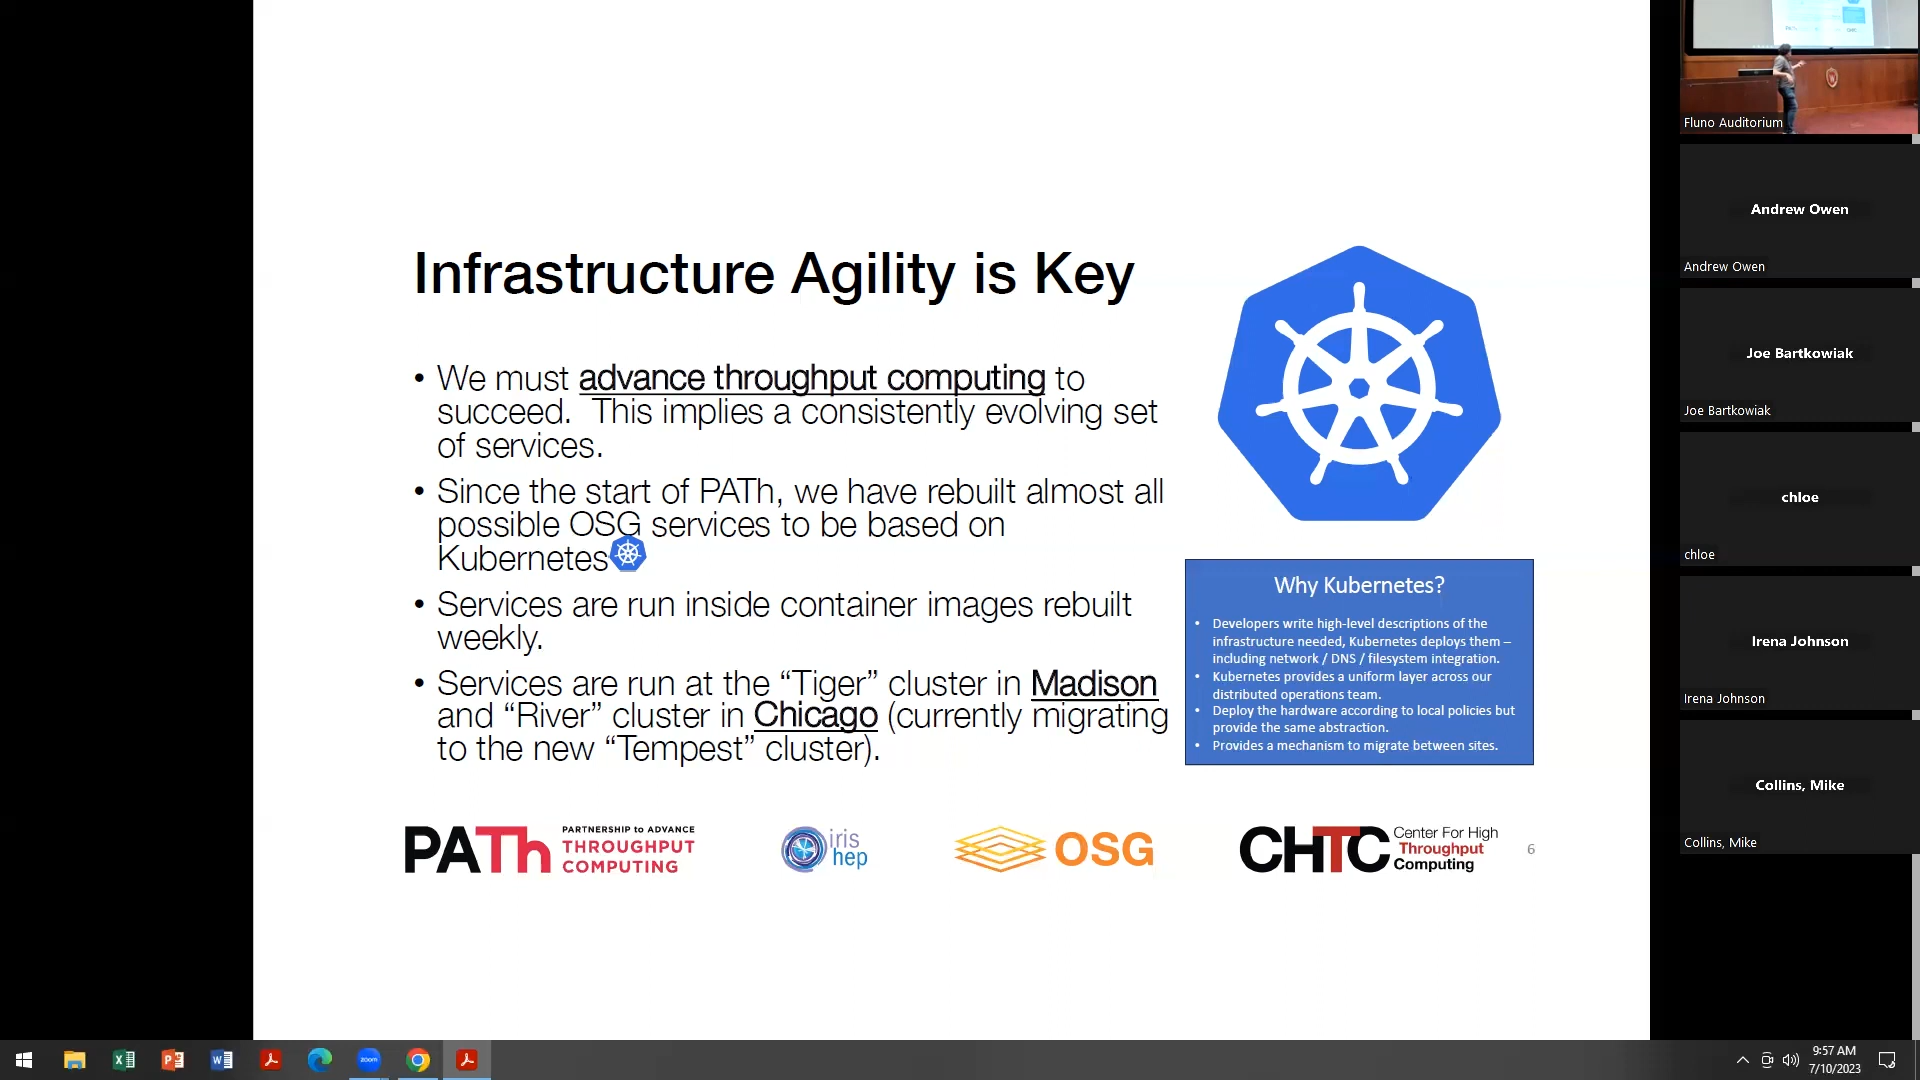 Infrastructure Agility is Key
• We must advance throughput computing to
succeed.  This implies a consistently evolving set
of services.
• Since the start of PATh, we have rebuilt almost all
possible OSG services to be based on
Kubernetes
• Services are run inside container images rebuilt
weekly.
• Services are run at the “Tiger” cluster in Madison
and “River” cluster in Chicago (currently migrating
to the new “Tempest” cluster).
Why Kubernetes?
• Developers write high-level descriptions of the
infrastructure needed, Kubernetes deploys them –
including network / DNS / filesystem integration.
• Kubernetes provides a uniform layer across our
distributed operations team.
• Deploy the hardware according to local policies but
provide the same abstraction.
• Provides a mechanism to migrate between sites.
PATh
PARTNERSHIP to ADVANCE
THROUGHPUT
COMPUTING
iris
hep
OSG
CHTC
Center For High
Throughput
Computing
6
Fluno Auditorium
Andrew Owen
Andrew Owen
Joe Bartkowiak
Joe Bartkowiak
chloe
chloe
Irena Johnson
Irena Johnson
Collins, Mike
Collins, Mike
zoom
9:57 AM
7/10/2023